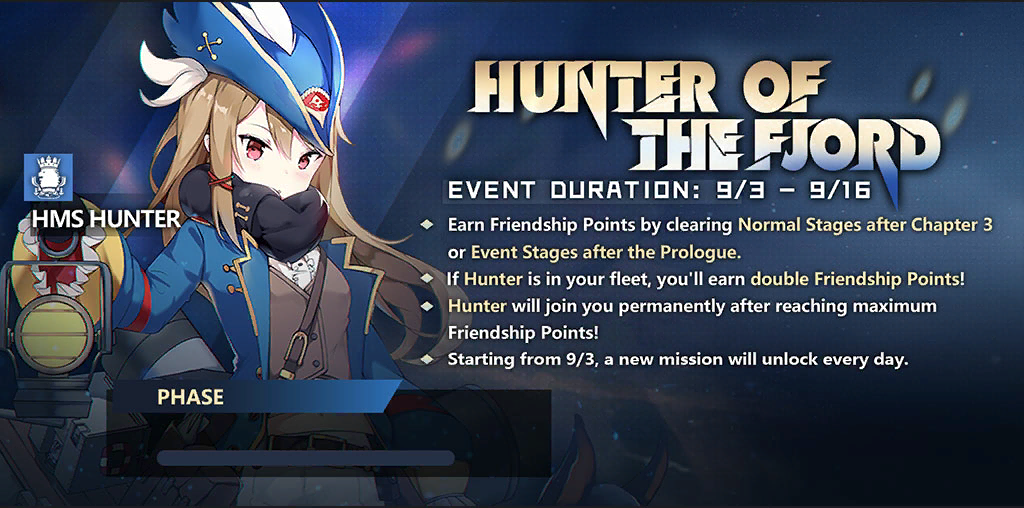 HUNTER OF
THE FJORD
EVENT DURATION: 9/3 – 9/16
HMS HUNTER
Earn Friendship Points by clearing Normal Stages after Chapter 3
or Event Stages after the Prologue.
If Hunter is in your fleet, you'll earn double Friendship Points!
Hunter will join you permanently after reaching maximum
Friendship Points!
Starting from 9/3, a new mission will unlock every day.
PHASE